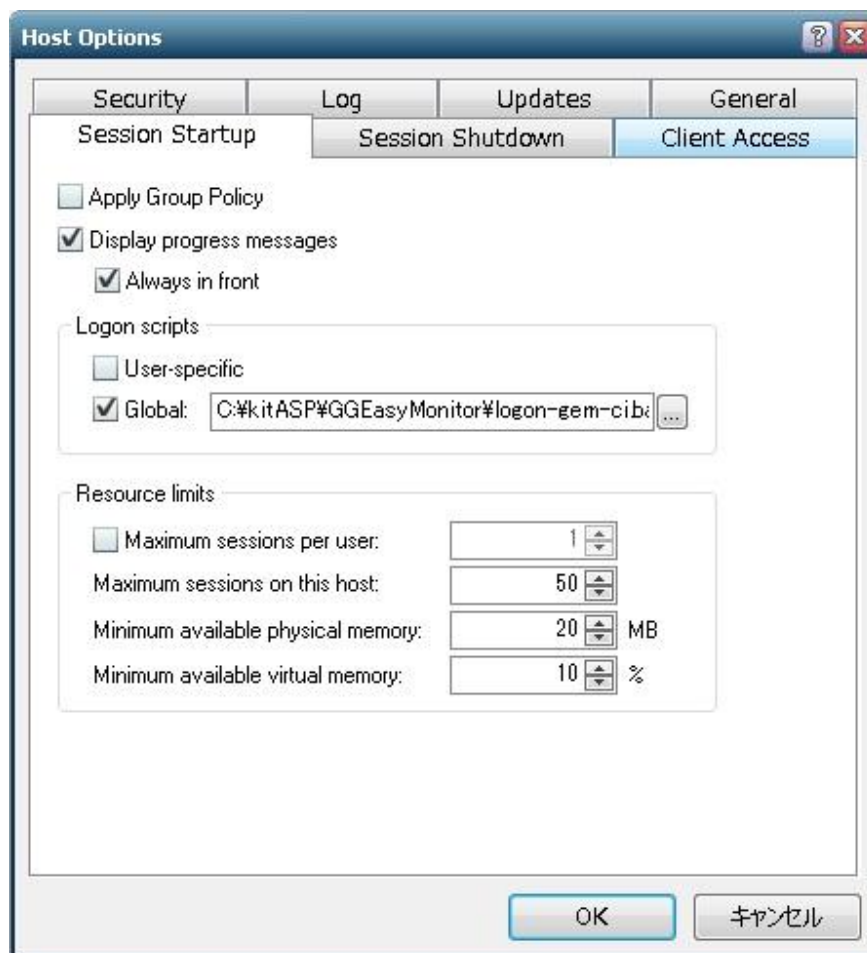 Host Options
Security Log Updates General
Session Startup Session Shutdown Client Access
Apply Group Policy
Display progress messages
Always in front
Logon scripts
User-specific
Global: C:¥kitASP¥GGEasyMonitor¥logon-gem-ci.ba ...
Resource limits
Maximum sessions per user: 1
Maximum sessions on this host: 50
Minimum available physical memory: 20 MB
Minimum available virtual memory: 10 %
OK キャンセル